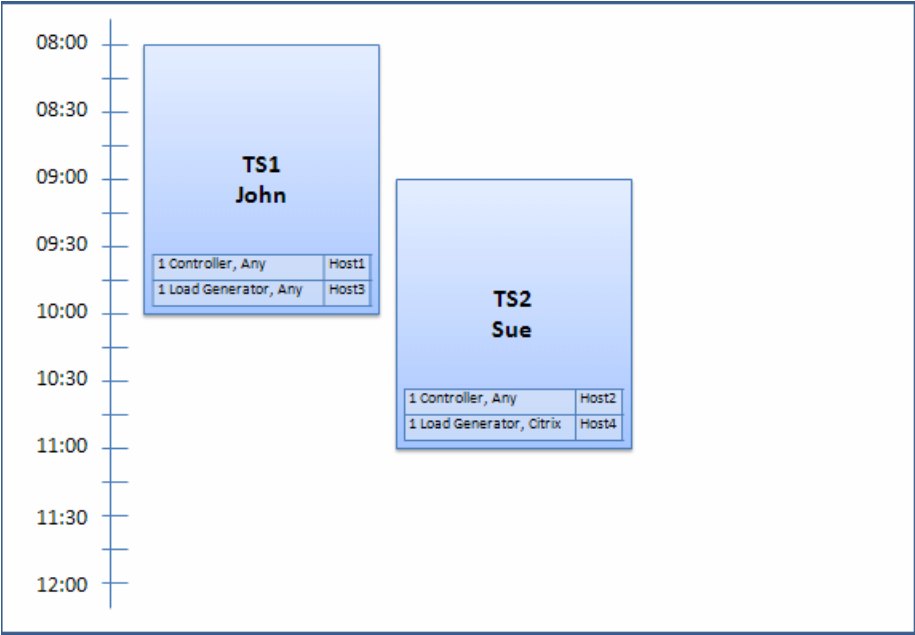 08:00
08:30
09:00
09:30
10:00
10:30
11:00
11:30
12:00
TS1
John
1 Controller, Any Host1
1 Load Generator, Any Host3
TS2
Sue
1 Controller, Any Host2
1 Load Generator, Citrix Host4